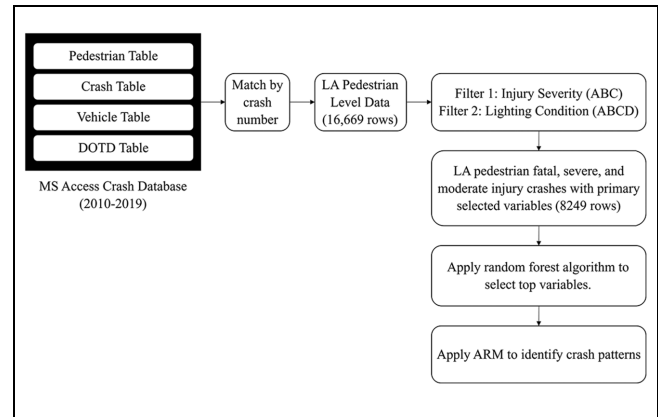 Pedestrian Table
Crash Table
Vehicle Table
DOTD Table
MS Access Crash Database
(2010-2019)
Match by
crash
number
LA Pedestrian
Level Data
(16,669 rows)
Filter 1: Injury Severity (ABC)
Filter 2: Lighting Condition (ABCD)
LA pedestrian fatal, severe, and
moderate injury crashes with primary
selected variables (8249 rows)
Apply random forest algorithm to
select top variables.
Apply ARM to identify crash patterns